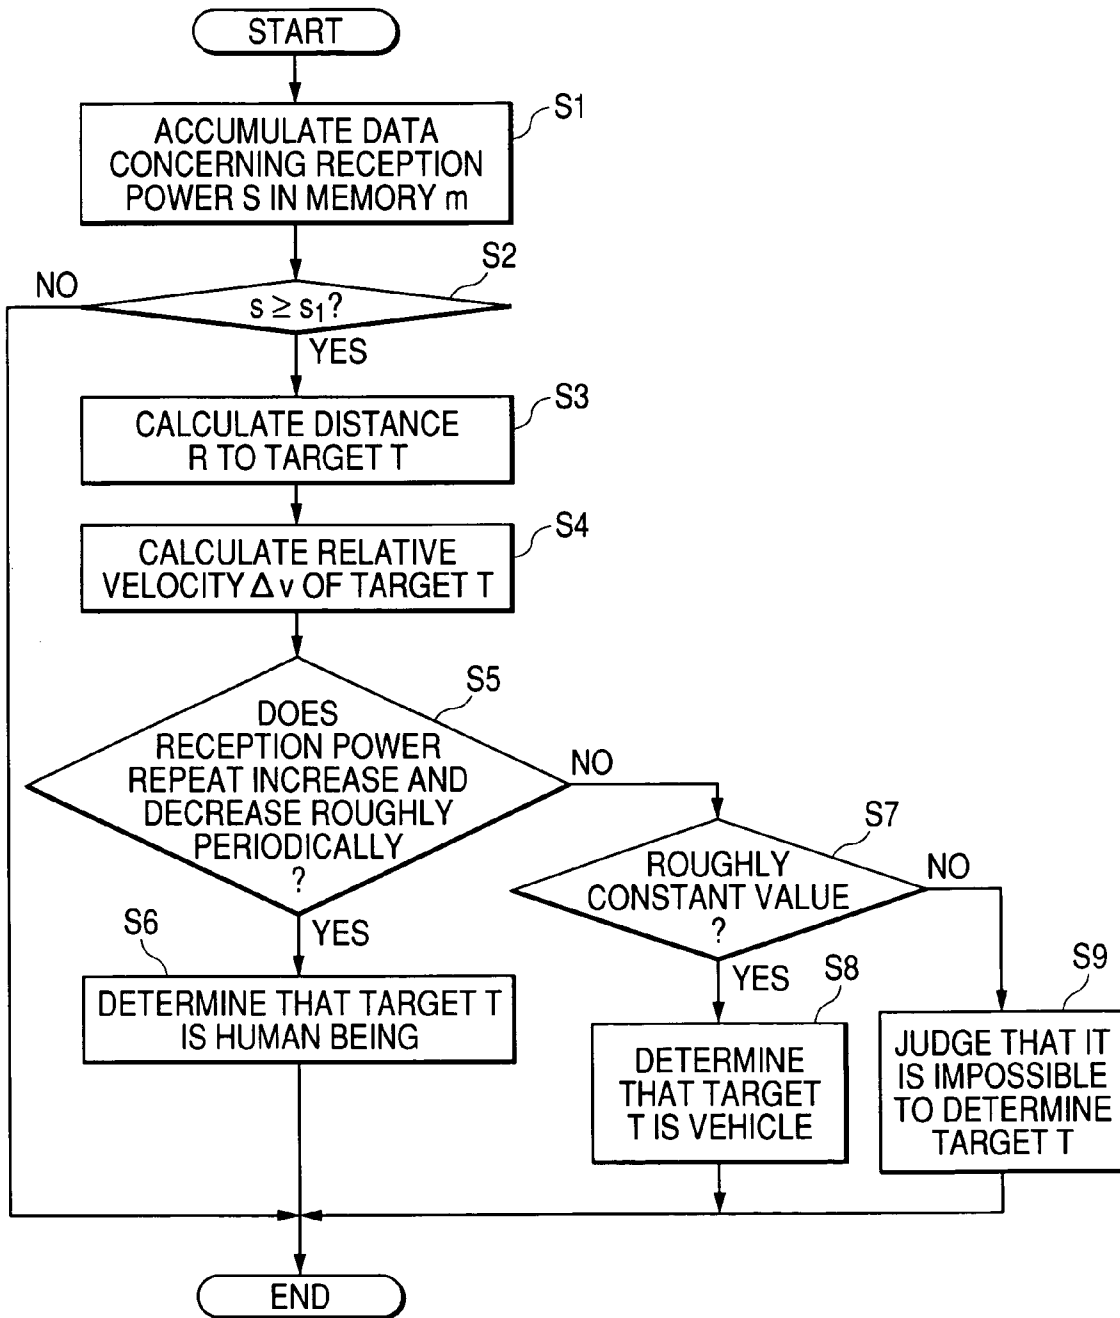 START
S1
ACCUMULATE DATA
CONCERNING RECEPTION
POWER S IN MEMORY m
S2
NO
s ≥ s1?
YES
S3
CALCULATE DISTANCE
R TO TARGET T
S4
CALCULATE RELATIVE
VELOCITY Δv OF TARGET T
S5
DOES
RECEPTION POWER
REPEAT INCREASE AND
DECREASE ROUGHLY
PERIODICALLY
?
NO
YES
S6
DETERMINE THAT TARGET T
IS HUMAN BEING
S7
ROUGHLY
CONSTANT VALUE
?
NO
YES
S8
DETERMINE
THAT TARGET
T IS VEHICLE
S9
JUDGE THAT IT
IS IMPOSSIBLE
TO DETERMINE
TARGET T
END